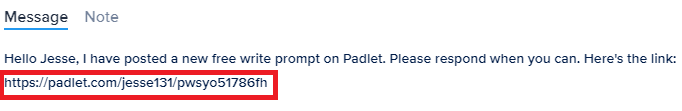 Message Note
Hello Jesse, I have posted a new free write prompt on Padlet. Please respond when you can. Here's the link:
https://padlet.com/jesse131/pwsyo51786fh